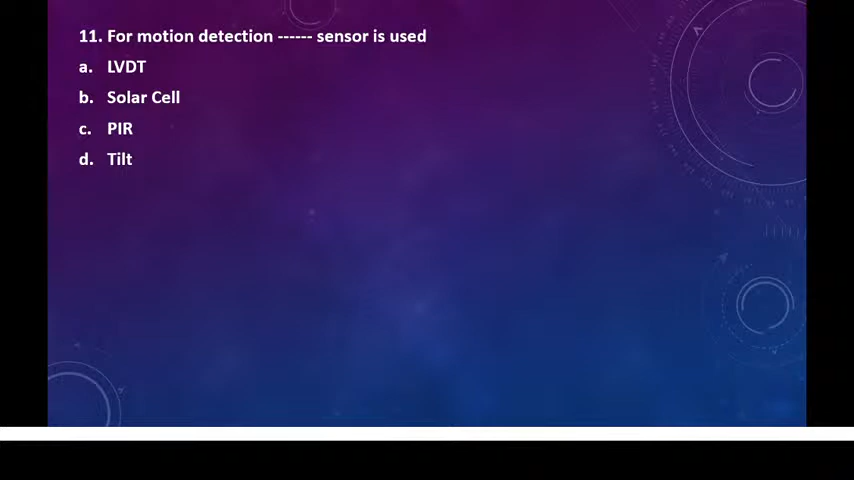 11. For motion detection ------ sensor is used
a. LVDT
b. Solar Cell
c. PIR
d. Tilt